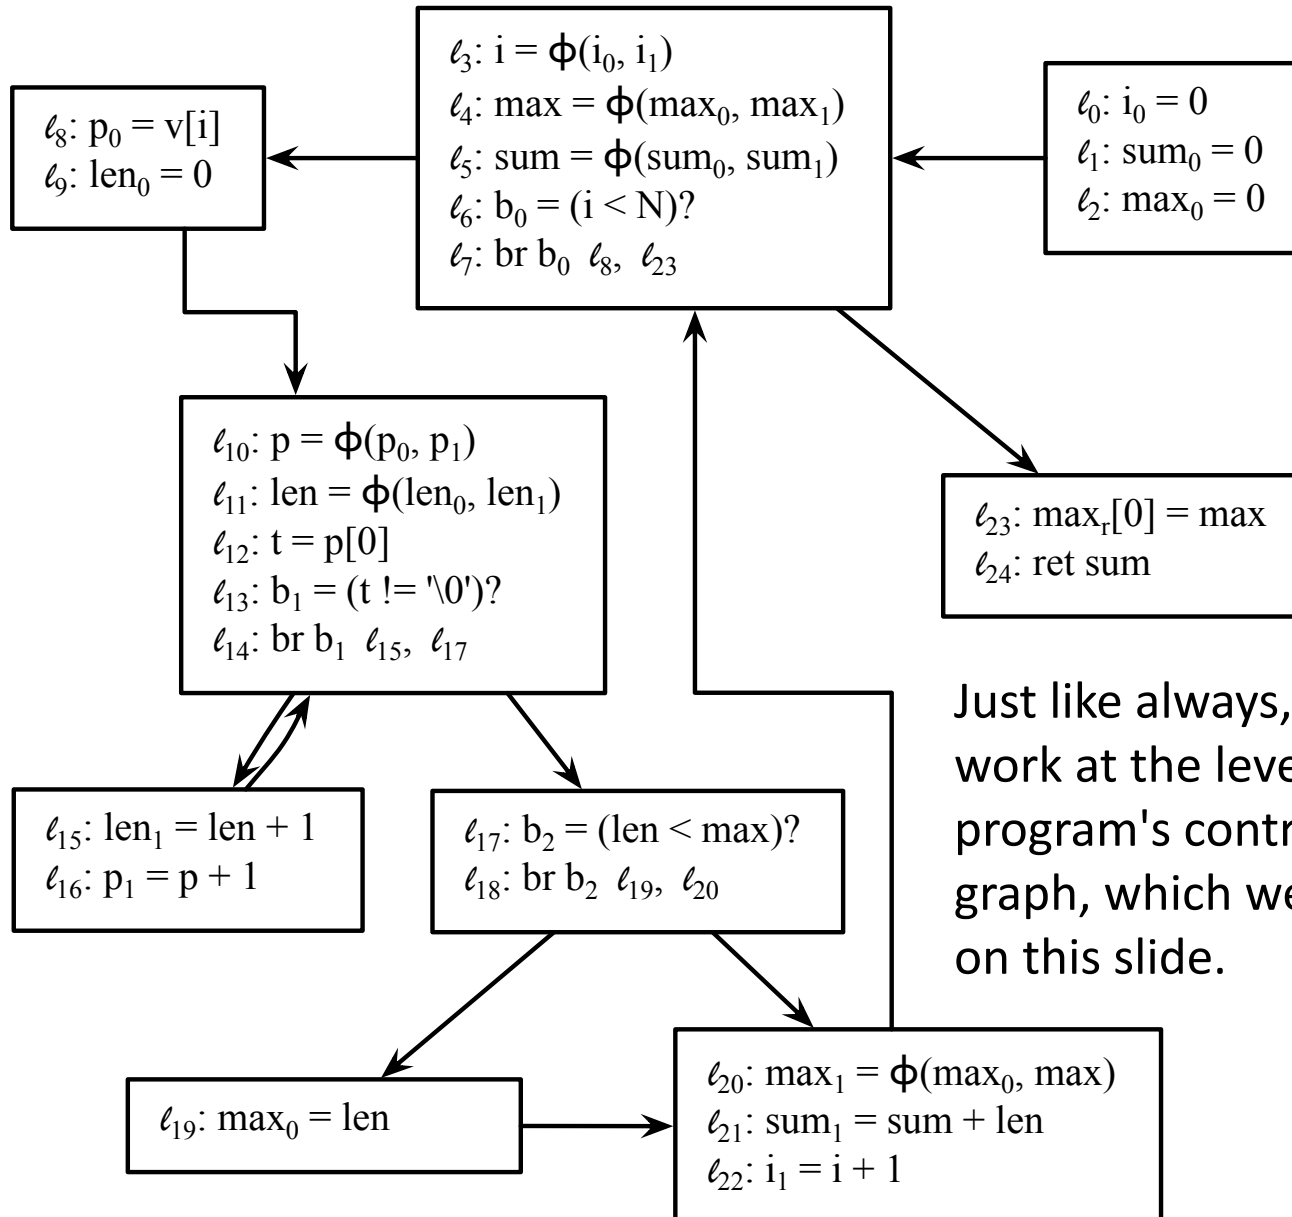 ℓ0: i0 = 0
ℓ1: sum0 = 0
ℓ2: max0 = 0
ℓ3: i = ϕ(i0, i1)
ℓ4: max = ϕ(max0, max1)
ℓ5: sum = ϕ(sum0, sum1)
ℓ6: b0 = (i < N)?
ℓ7: br b0 ℓ8, ℓ23
ℓ8: p0 = v[i]
ℓ9: len0 = 0
ℓ10: p = ϕ(p0, p1)
ℓ11: len = ϕ(len0, len1)
ℓ12: t = p[0]
ℓ13: b1 = (t != '\0')?
ℓ14: br b1 ℓ15, ℓ17
ℓ15: len1 = len + 1
ℓ16: p1 = p + 1
ℓ17: b2 = (len < max)?
ℓ18: br b2 ℓ19, ℓ20
ℓ19: max0 = len
ℓ20: max1 = ϕ(max0, max)
ℓ21: sum1 = sum + len
ℓ22: i1 = i + 1
ℓ23: maxr[0] = max
ℓ24: ret sum
Just like always,
work at the leve
program's contr
graph, which we
on this slide.